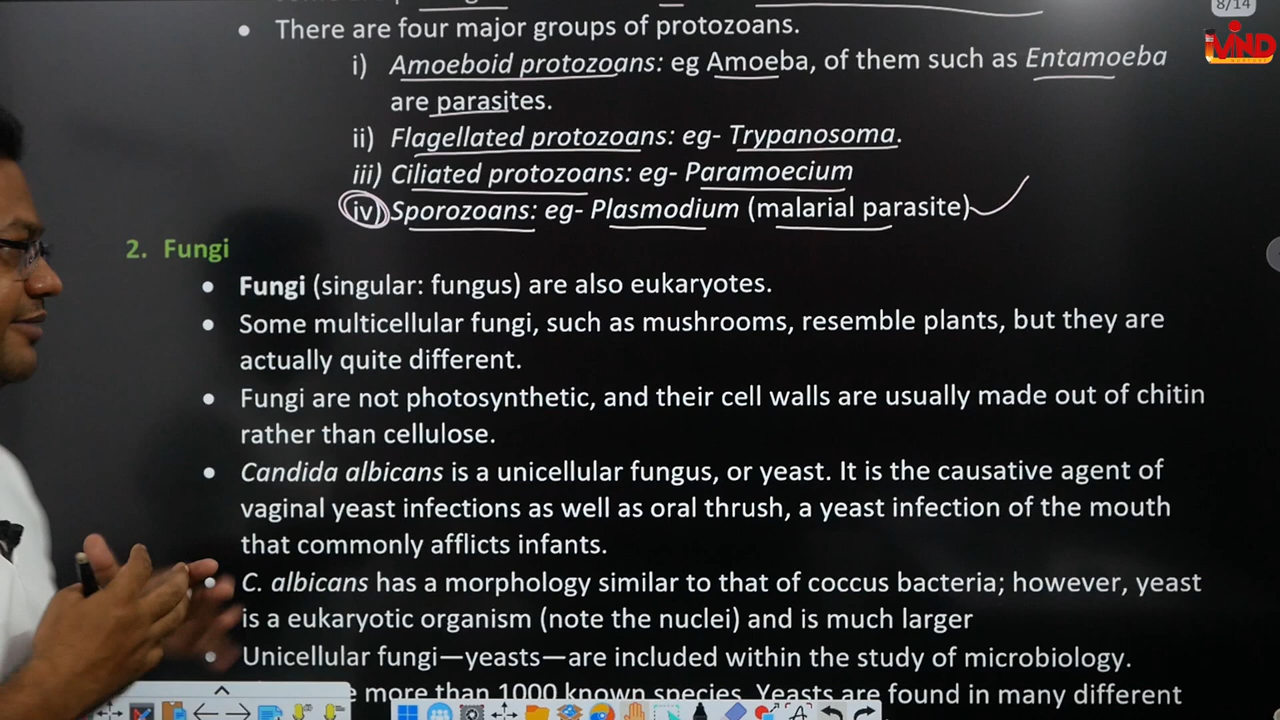 8/14
MIND
• There are four major groups of protozoans.
i) Amoeboid protozoans: eg Amoeba, of them such as Entamoeba
are parasites.
ii) Flagellated protozoans: eg- Trypanosoma.
iii) Ciliated protozoans: eg- Paramoecium
iv) Sporozoans: eg- Plasmodium (malarial parasite)
2. Fungi
• Fungi (singular: fungus) are also eukaryotes.
• Some multicellular fungi, such as mushrooms, resemble plants, but they are
actually quite different.
• Fungi are not photosynthetic, and their cell walls are usually made out of chitin
rather than cellulose.
• Candida albicans is a unicellular fungus, or yeast. It is the causative agent of
vaginal yeast infections as well as oral thrush, a yeast infection of the mouth
that commonly afflicts infants.
• C. albicans has a morphology similar to that of coccus bacteria; however, yeast
is a eukaryotic organism (note the nuclei) and is much larger
• Unicellular fungi—yeasts—are included within the study of microbiology.
more than 1000 known species. Yeasts are found in many different